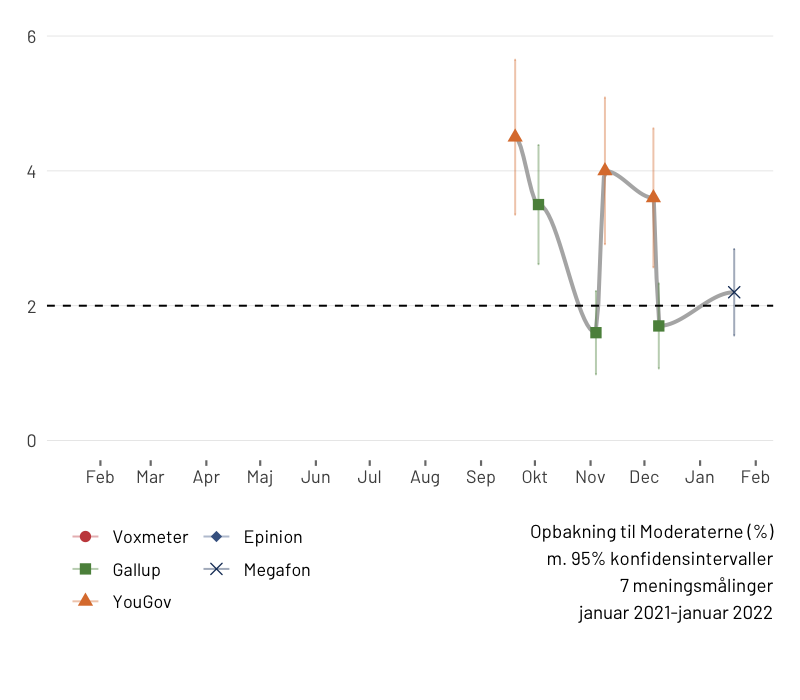 6
4
2
0
Feb Mar Apr Maj Jun Jul Aug Sep Okt Nov Dec Jan Feb
Voxmeter Epinion
Gallup Megafon
YouGov
Opbakning til Moderaterne (%)
m. 95% konfidensintervaller
7 meningsmålinger
januar 2021-januar 2022